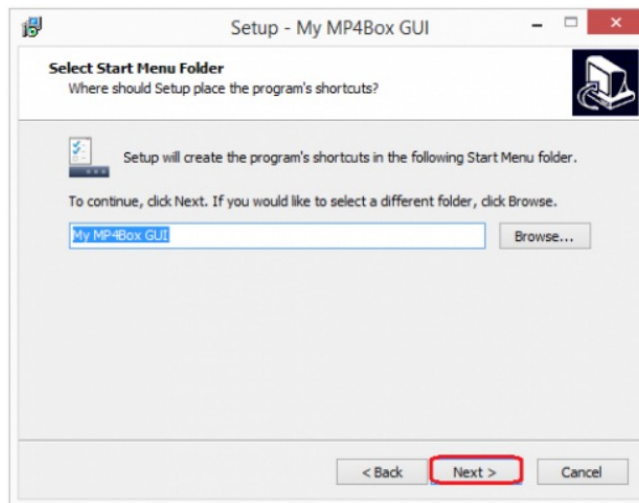 Setup - My MP4Box GUI
Select Start Menu Folder
Where should Setup place the program's shortcuts?
Setup will create the program's shortcuts in the following Start Menu folder.
To continue, click Next. If you would like to select a different folder, click Browse.
My MP4Box GUI
Browse...
< Back
Next >
Cancel